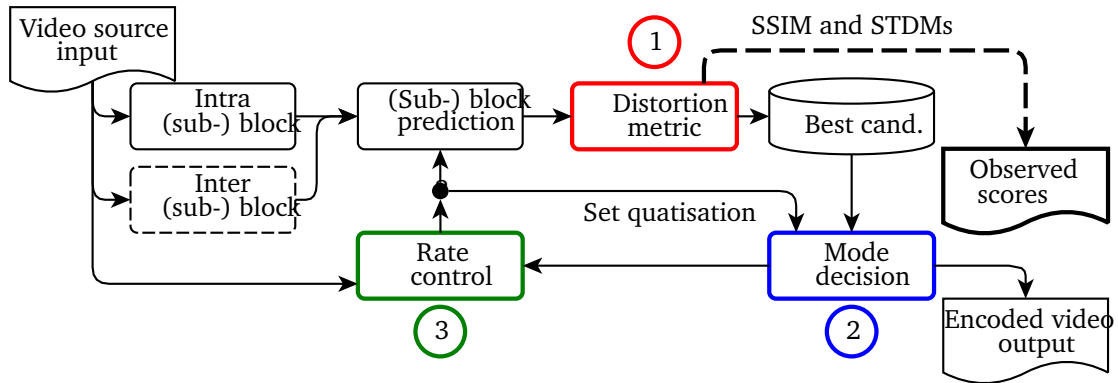 Video source
input
SSIM and STDMs
1
Intra
(sub-) block
(Sub-) block
prediction
Distortion
metric
Best cand.
Observed
scores
Inter
(sub-) block
Set quatisation
Rate
control
Mode
decision
3
2
Encoded video
output